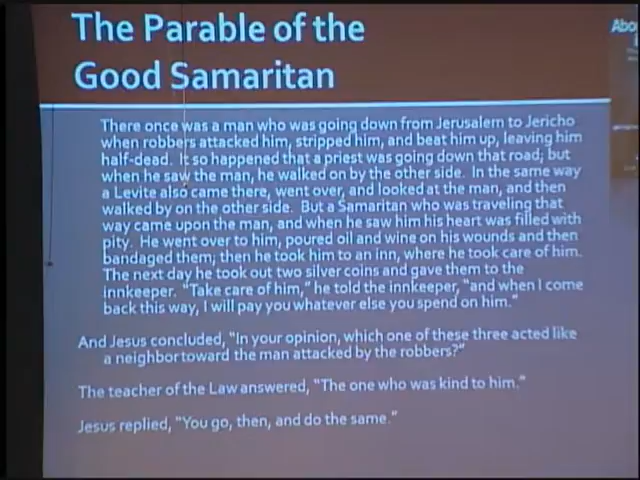 The Parable of the
Good Samaritan
There once was a man who was going down from Jerusalem to Jericho
when robbers attacked him, stripped him, and beat him up, leaving him
half-dead. It so happened that a priest was going down that road; but
when he saw the man, he walked on by the other side. In the same way
a Levite also came there, went over, and looked at the man, and then
walked by on the other side. But a Samaritan who was traveling that
way came upon the man, and when he saw him his heart was filled with
pity. He went over to him, poured oil and wine on his wounds and then
bandaged them; then he took him to an inn, where he took care of him.
The next day he took out two silver coins and gave them to the
innkeeper. "Take care of him," he told the innkeeper, "and when I come
back this way, I will pay you whatever else you spend on him."
And Jesus concluded, "In your opinion, which one of these three acted like
a neighbor toward the man attacked by the robbers?"
The teacher of the Law answered, "The one who was kind to him."
Jesus replied, "You go, then, and do the same."